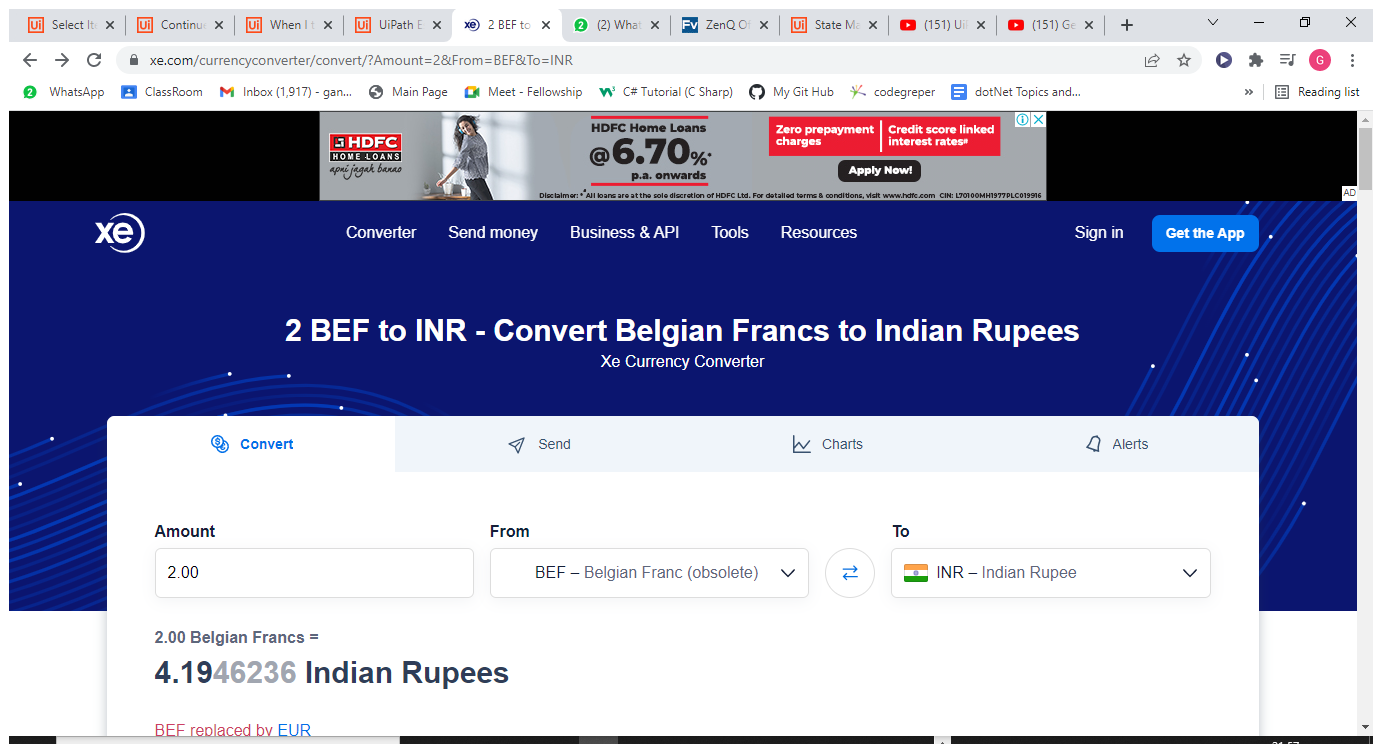 Select Ite Continue When I t UiPath E 2 BEF to (2) What ZenQ Of State Ma (151) Ui (151) Ge
xe.com/currencyconverter/convert/?Amount=2&From=BEF&To=INR
WhatsApp ClassRoom Inbox (1,917) - gan... Main Page Meet - Fellowship C# Tutorial (C Sharp) My Git Hub codegreper dotNet Topics and... » Reading list
HDFC
HOME LOANS
apni jagah banao
HDFC Home Loans
@6.70%*
p.a. onwards
Zero prepayment charges
Credit score linked interest rates#
Apply Now!
Disclaimer: *#All loans are at the sole discretion of HDFC Ltd. For detailed terms & conditions, visit www.hdfc.com CIN: L70100MH1977PLC019916
AD
xe Converter Send money Business & API Tools Resources Sign in Get the App
2 BEF to INR - Convert Belgian Francs to Indian Rupees
Xe Currency Converter
Convert Send Charts Alerts
Amount From To
2.00 BEF – Belgian Franc (obsolete) INR – Indian Rupee
2.00 Belgian Francs =
4.1946236 Indian Rupees
BEF replaced by EUR